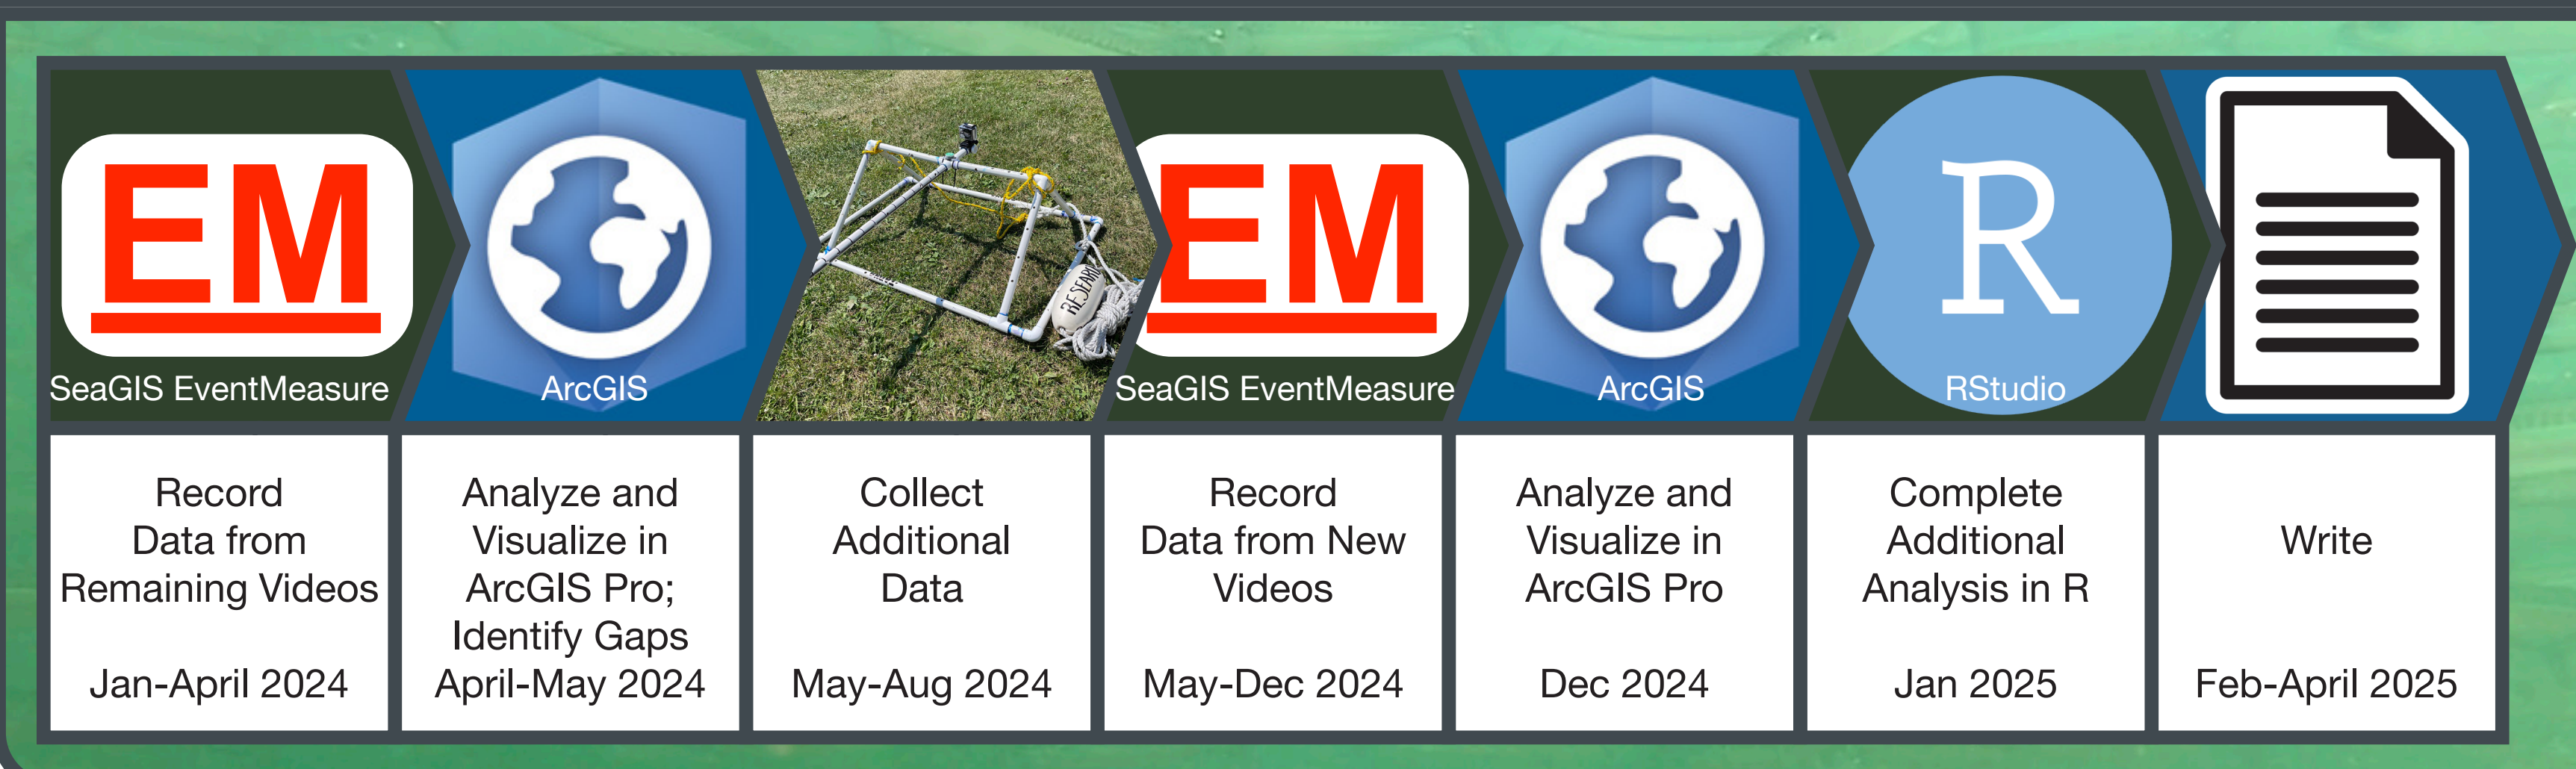 EM
SeaGIS EventMeasure
ArcGIS
RESEARC
EM
SeaGIS EventMeasure
ArcGIS
R
RStudio
Record
Data from
Remaining Videos
Jan-April 2024
Analyze and
Visualize in
ArcGIS Pro;
Identify Gaps
April-May 2024
Collect
Additional
Data
May-Aug 2024
Record
Data from New
Videos
May-Dec 2024
Analyze and
Visualize in
ArcGIS Pro
Dec 2024
Complete
Additional
Analysis in R
Jan 2025
Write
Feb-April 2025